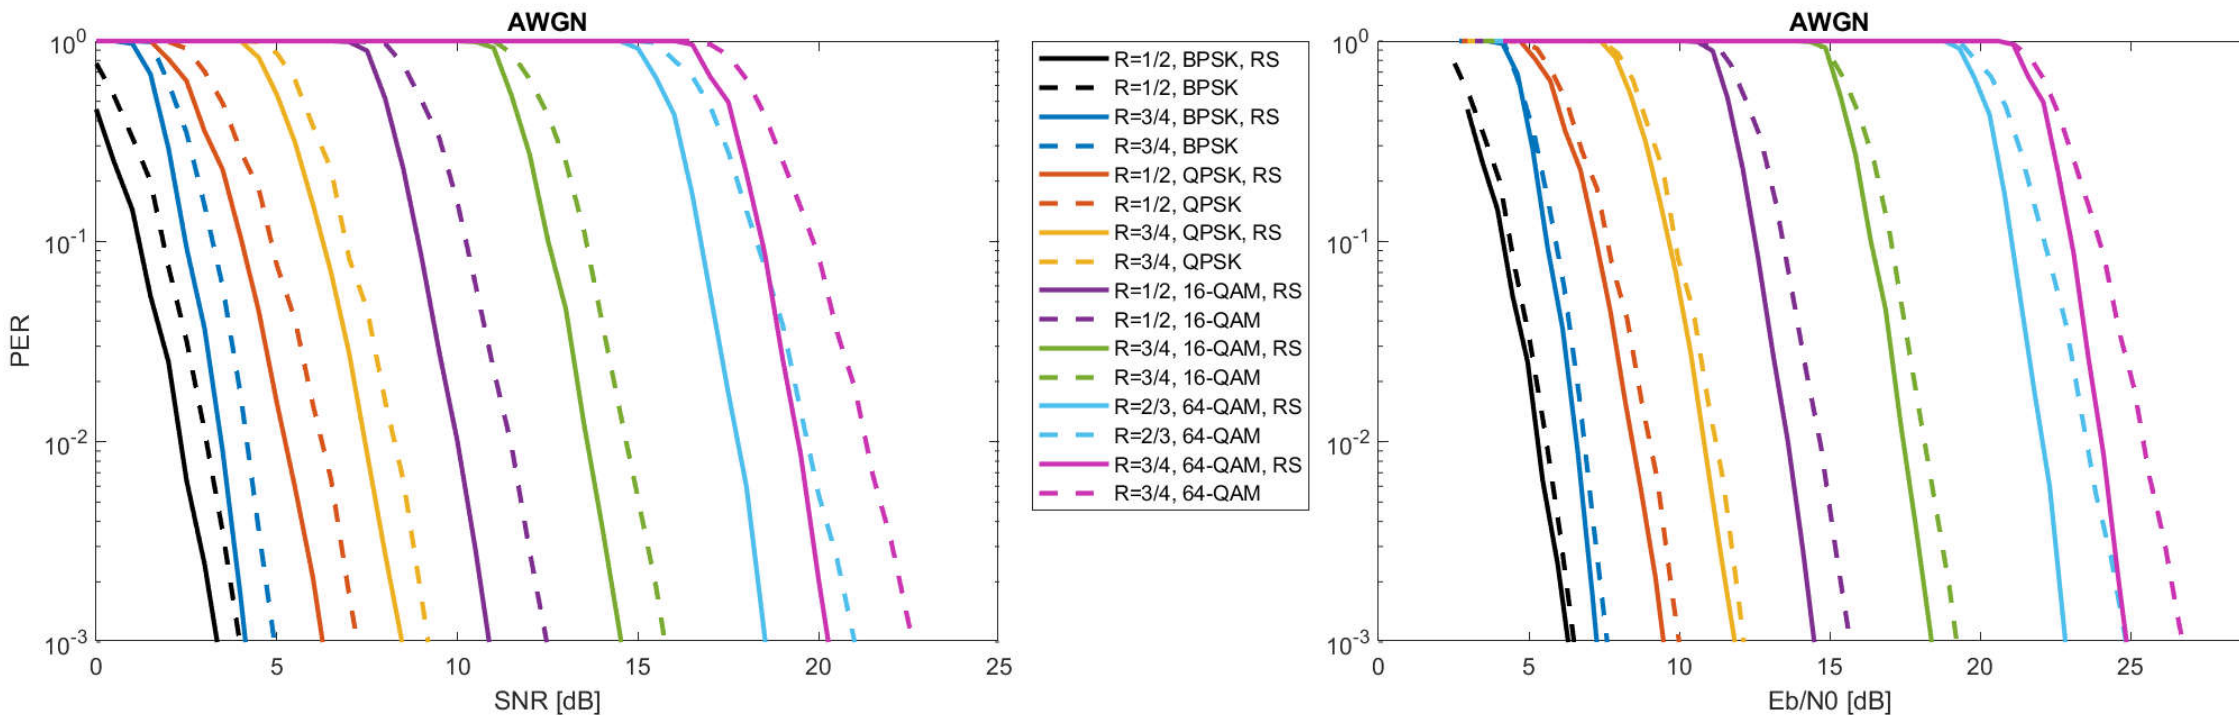 AWGN
10^0
10^-1
10^-2
10^-3
PER
0
5
10
15
20
25
SNR [dB]
R=1/2, BPSK, RS
R=1/2, BPSK
R=3/4, BPSK, RS
R=3/4, BPSK
R=1/2, QPSK, RS
R=1/2, QPSK
R=3/4, QPSK, RS
R=3/4, QPSK
R=1/2, 16-QAM, RS
R=1/2, 16-QAM
R=3/4, 16-QAM, RS
R=3/4, 16-QAM
R=2/3, 64-QAM, RS
R=2/3, 64-QAM
R=3/4, 64-QAM, RS
R=3/4, 64-QAM
AWGN
10^0
10^-1
10^-2
10^-3
0
5
10
15
20
25
Eb/N0 [dB]